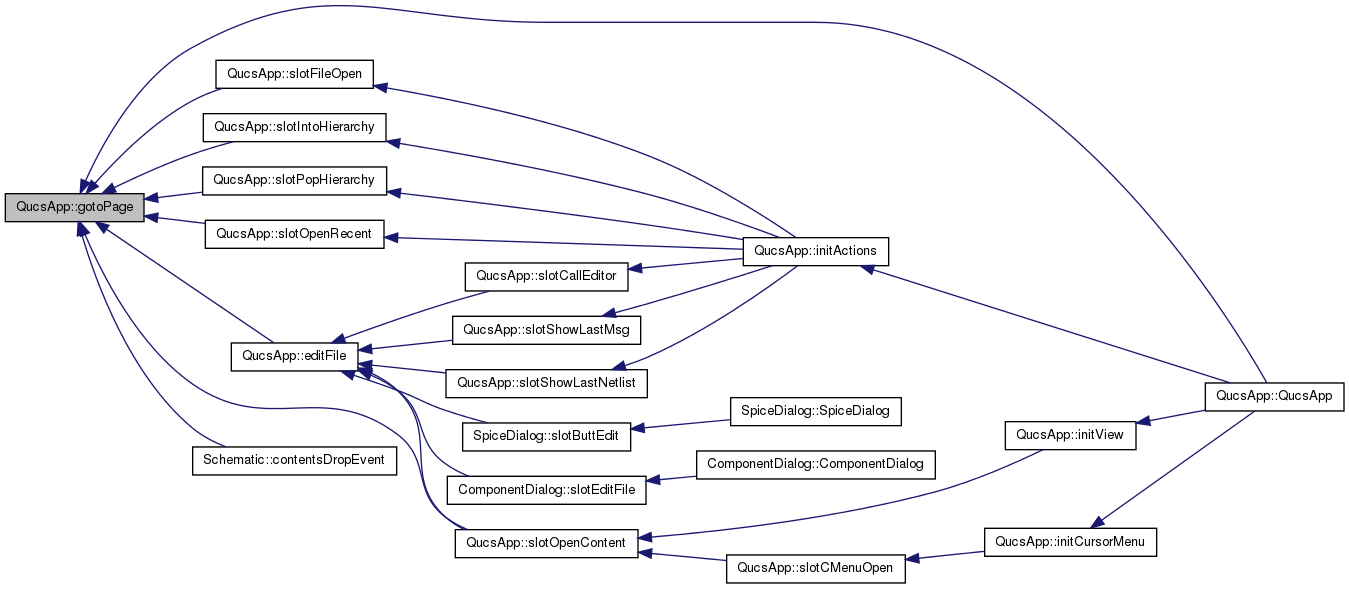 QucsApp::slotFileOpen
QucsApp::slotIntoHierarchy
QucsApp::slotPopHierarchy
QucsApp::gotoPage
QucsApp::slotOpenRecent
QucsApp::initActions
QucsApp::slotCallEditor
QucsApp::slotShowLastMsg
QucsApp::editFile
QucsApp::slotShowLastNetlist
QucsApp::QucsApp
SpiceDialog::SpiceDialog
SpiceDialog::slotButtEdit
QucsApp::initView
Schematic::contentsDropEvent
ComponentDialog::ComponentDialog
ComponentDialog::slotEditFile
QucsApp::slotOpenContent
QucsApp::initCursorMenu
QucsApp::slotCMenuOpen